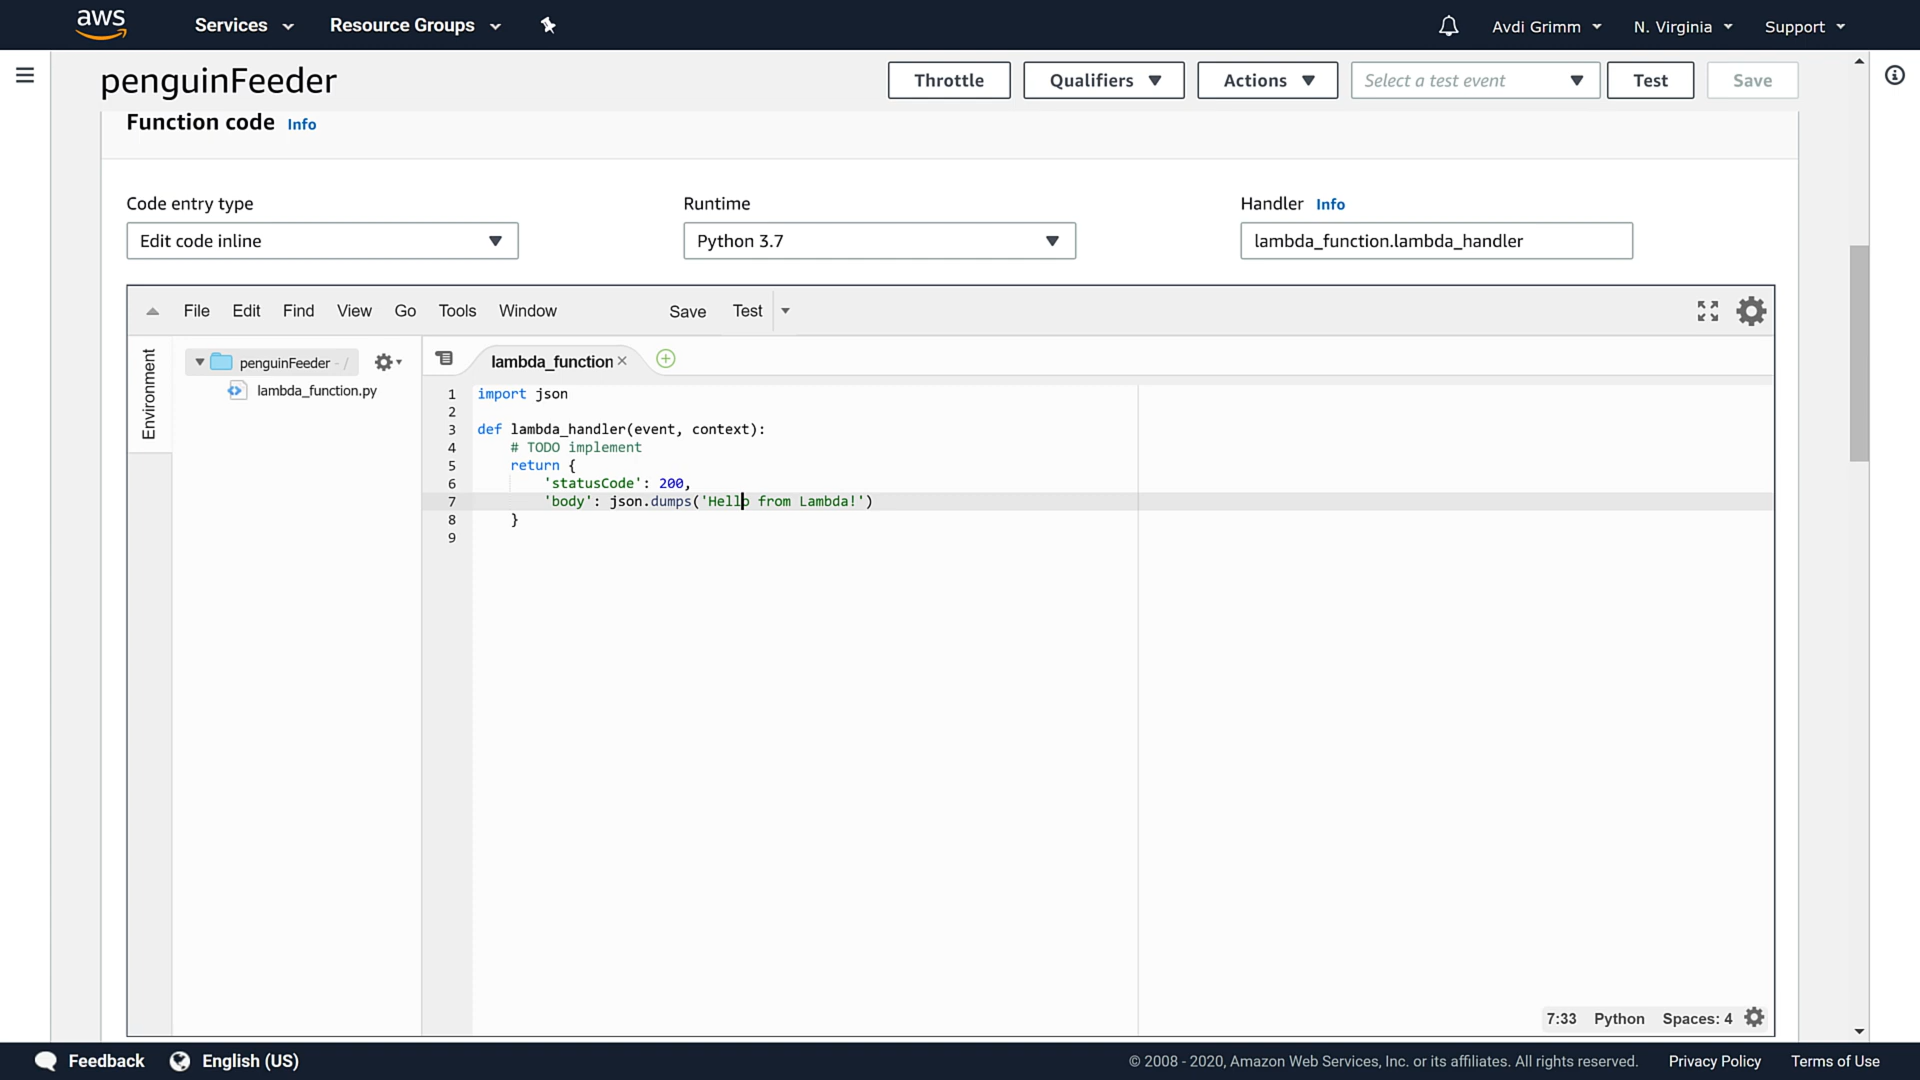 aws Services Resource Groups Avdi Grimm N. Virginia Support
penguinFeeder Throttle Qualifiers Actions Select a test event Test Save
Function code Info
Code entry type Runtime Handler Info
Edit code inline Python 3.7 lambda_function.lambda_handler
File Edit Find View Go Tools Window Save Test
Environment
penguinFeeder - /
lambda_function.py
lambda_function
1 import json
2
3 def lambda_handler(event, context):
4     # TODO implement
5     return {
6         'statusCode': 200,
7         'body': json.dumps('Hello from Lambda!')
8     }
9
7:33 Python Spaces: 4
Feedback English (US) © 2008 - 2020, Amazon Web Services, Inc. or its affiliates. All rights reserved. Privacy Policy Terms of Use